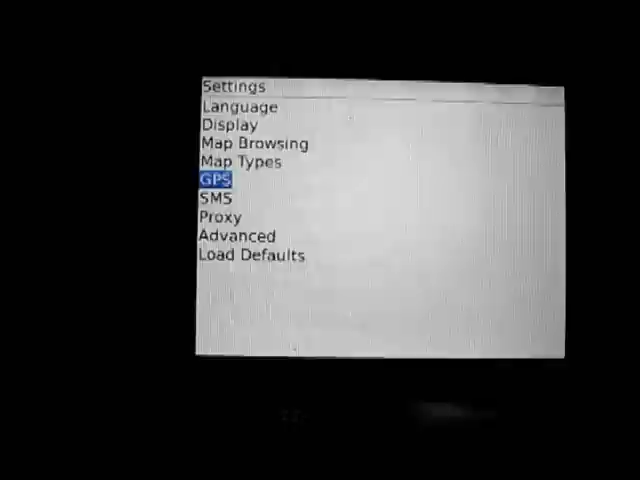 Settings
Language
Display
Map Browsing
Map Types
GPS
SMS
Proxy
Advanced
Load Defaults